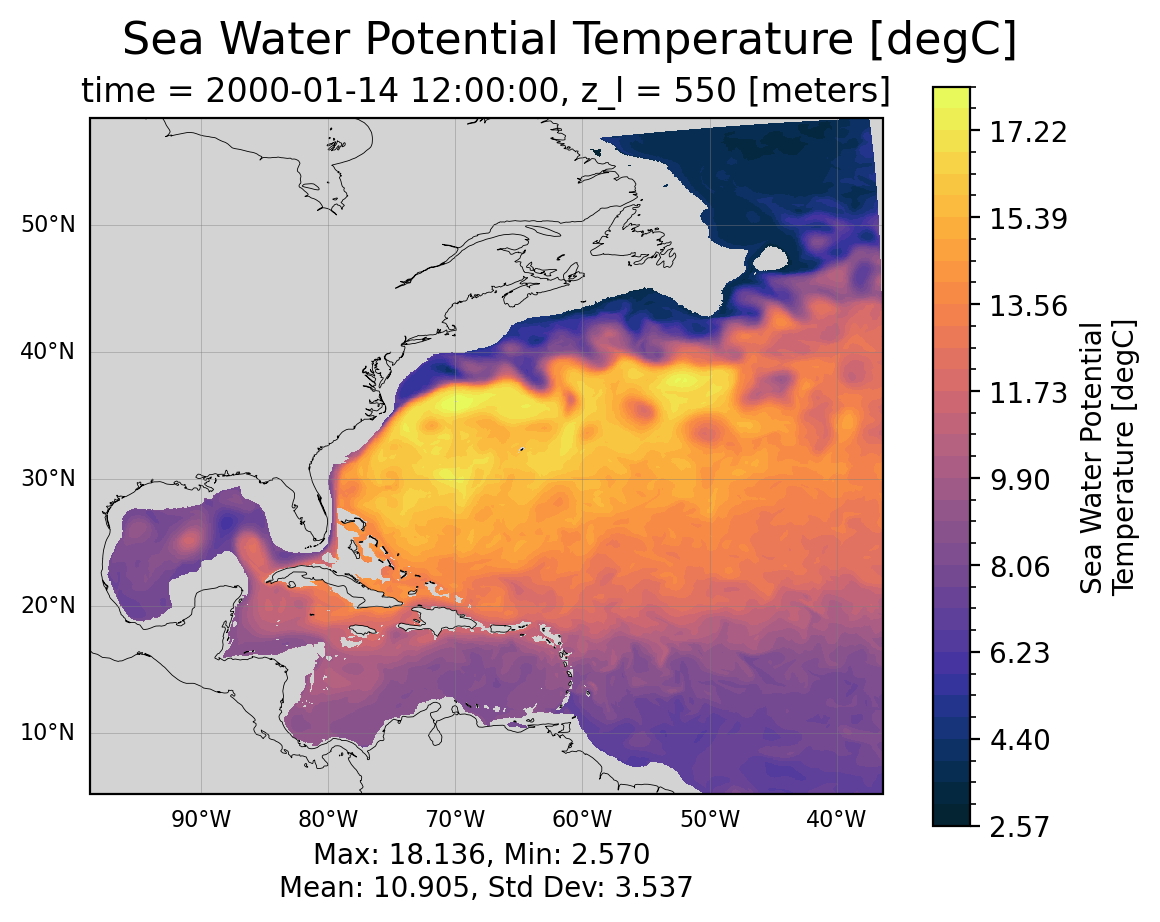 Sea Water Potential Temperature [degC]
time = 2000-01-14 12:00:00, z_l = 550 [meters]
50°N
40°N
30°N
20°N
10°N
90°W
80°W
70°W
60°W
50°W
40°W
17.22
15.39
13.56
11.73
9.90
8.06
6.23
4.40
2.57
Sea Water Potential
Temperature [degC]
Max: 18.136, Min: 2.570
Mean: 10.905, Std Dev: 3.537